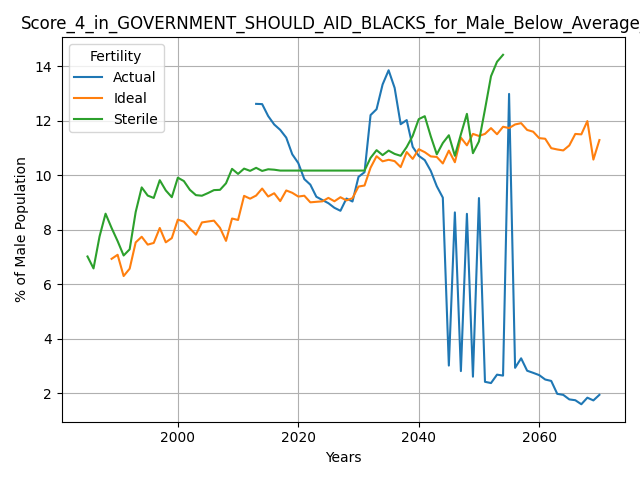 Score_4_in_GOVERNMENT_SHOULD_AID_BLACKS_for_Male_Below_Average_
Fertility
Actual
Ideal
Sterile
14
12
10
8
6
4
2
% of Male Population
2000
2020
2040
2060
Years